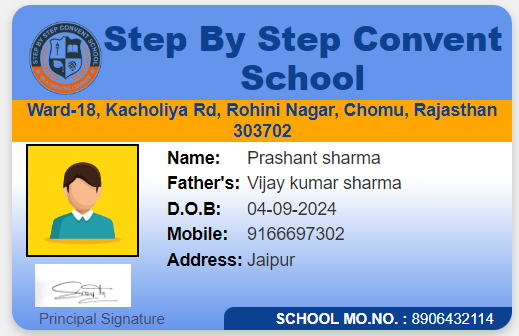 STEP BY STEP CONVENT SCHOOL
Step By Step Convent
School
Ward-18, Kacholiya Rd, Rohini Nagar, Chomu, Rajasthan
303702
Name: Prashant sharma
Father's: Vijay kumar sharma
D.O.B: 04-09-2024
Mobile: 9166697302
Address: Jaipur
Principal Signature
SCHOOL MO.NO. : 8906432114